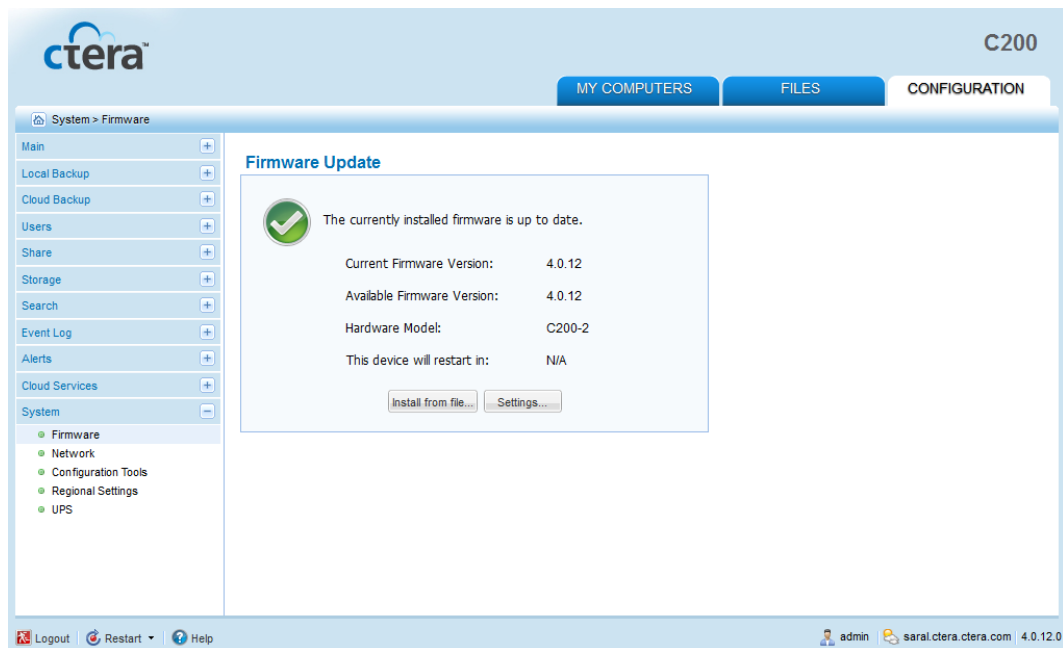 ctera™
C200
MY COMPUTERS
FILES
CONFIGURATION
System > Firmware
Main
Local Backup
Cloud Backup
Users
Share
Storage
Search
Event Log
Alerts
Cloud Services
System
Firmware
Network
Configuration Tools
Regional Settings
UPS
Firmware Update
The currently installed firmware is up to date.
Current Firmware Version: 4.0.12
Available Firmware Version: 4.0.12
Hardware Model: C200-2
This device will restart in: N/A
Install from file... Settings...
Logout Restart Help admin saral.ctera.ctera.com 4.0.12.0